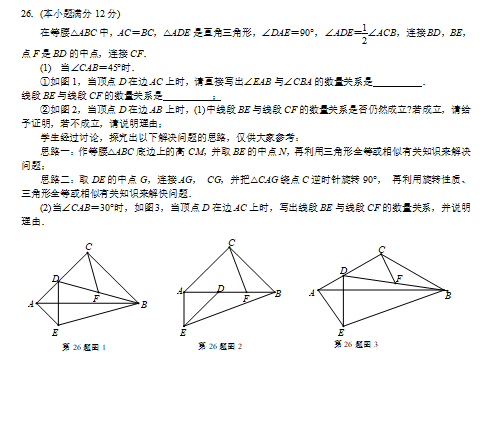 26. (本小题满分 12 分)
在等腰△ABC 中，AC=BC，△ADE 是直角三角形，∠DAE=90°，∠ADE=1/2∠ACB，连接BD，BE，
点 F 是 BD 的中点，连接 CF.
(1) 当∠CAB=45°时.
①如图 1，当顶点 D 在边 AC 上时，请直接写出∠EAB 与∠CBA 的数量关系是________.
线段 BE 与线段 CF 的数量关系是________；
②如图 2，当顶点 D 在边 AB 上时，(1)中线段 BE 与线段 CF 的数量关系是否仍然成立?若成立，请给
予证明，若不成立，请说明理由；
学生经过讨论，探究出以下解决问题的思路，仅供大家参考：
思路一：作等腰△ABC 底边上的高 CM，并取 BE 的中点 N，再利用三角形全等或相似有关知识来解决
问题；
思路二：取 DE 的中点 G，连接 AG， CG，并把△CAG 绕点 C 逆时针旋转 90°， 再利用旋转性质、
三角形全等或相似有关知识来解快问题.
(2)当∠CAB=30°时，如图3，当顶点 D 在边 AC 上时，写出线段 BE 与线段 CF 的数量关系，并说明
理由.
C
D
F
A
B
E
第 26 题图 1
C
A
D
F
B
E
第 26 题图 2
C
D
F
A
B
E
第 26 题图 3